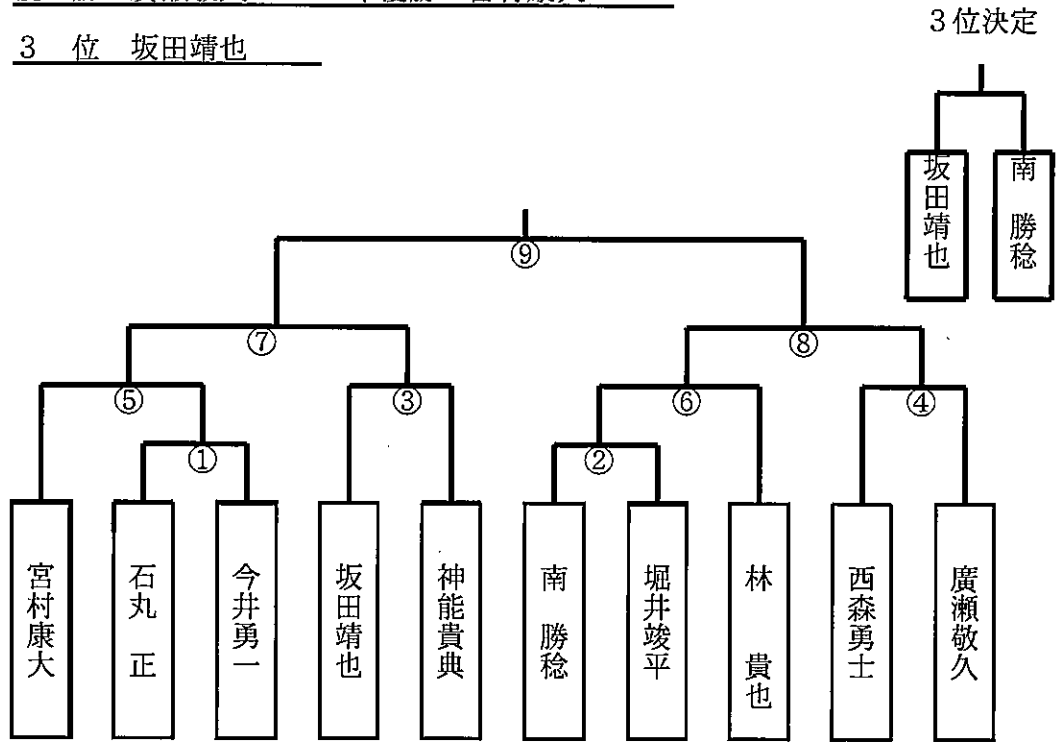 3 位 坂田靖也
3位決定
坂田靖也
南 勝稔
⑨
⑦
⑧
⑤
③
⑥
④
①
②
宮村康大
石丸 正
今井勇一
坂田靖也
神能貴典
南 勝稔
堀井竣平
林 貴也
西森勇士
廣瀬敬久